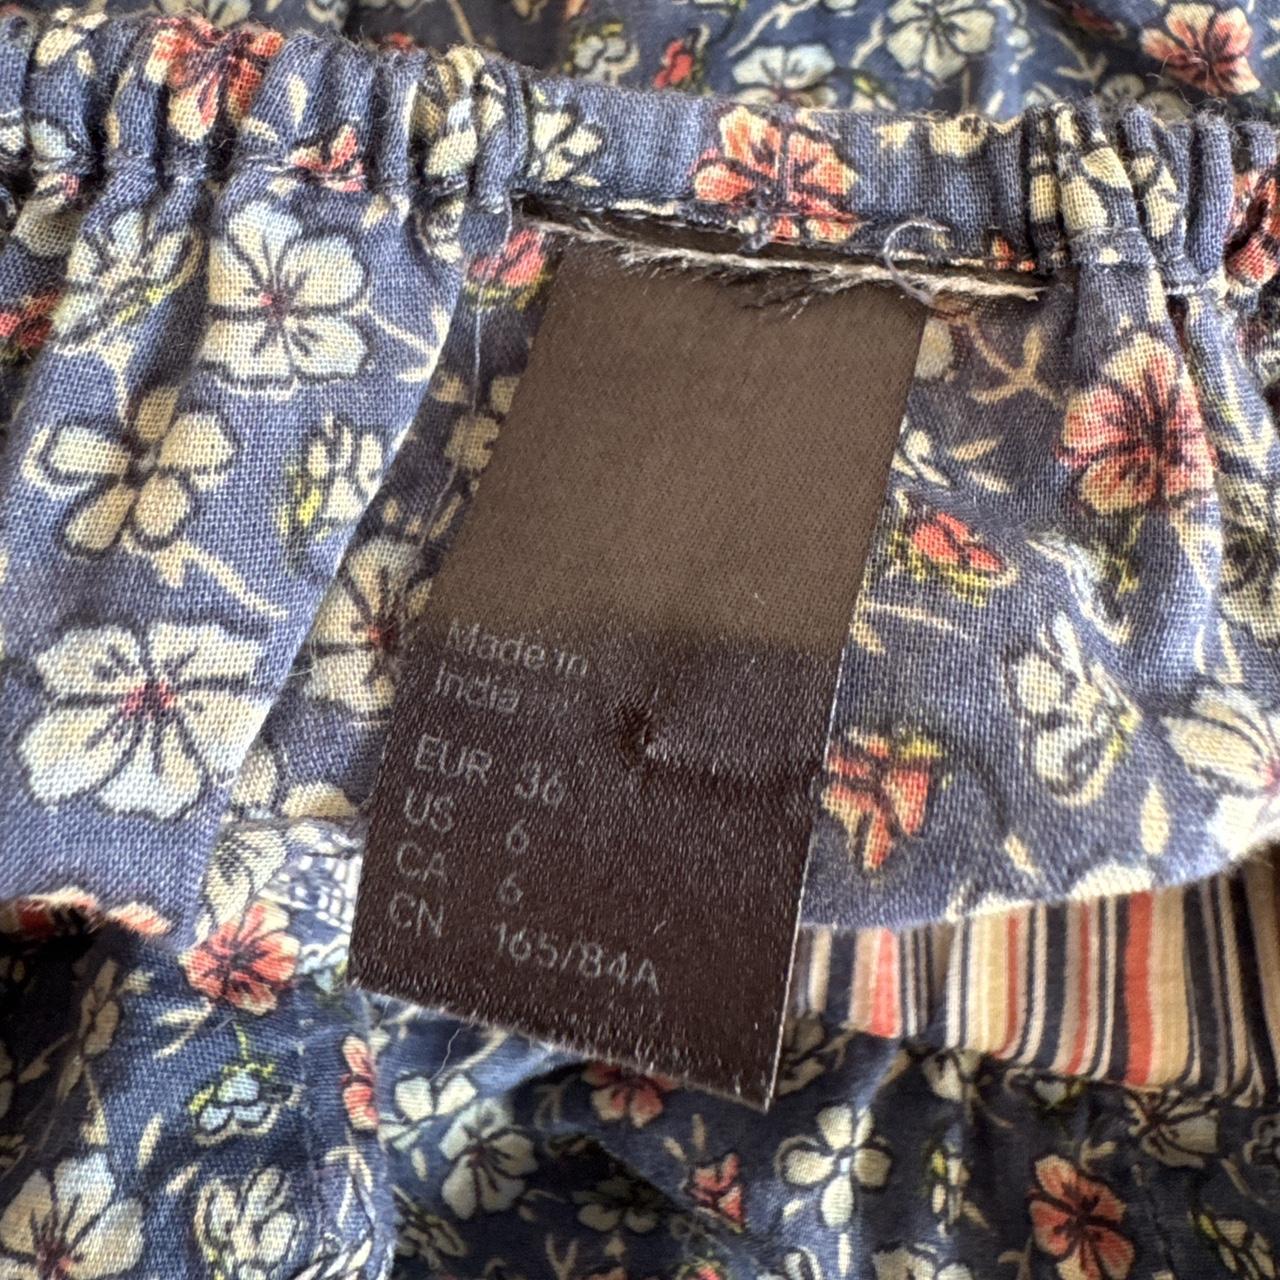 Made in
India
EUR 36
US 6
CA 6
CN 165/84A